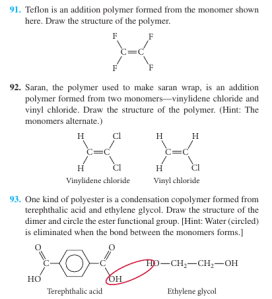 91. Teflon is an addition polymer formed from the monomer shown
here. Draw the structure of the polymer.
F F
C=C
F F
92. Saran, the polymer used to make saran wrap, is an addition
polymer formed from two monomers—vinylidene chloride and
vinyl chloride. Draw the structure of the polymer. (Hint: The
monomers alternate.)
H Cl H H
C=C C=C
H Cl H Cl
Vinylidene chloride Vinyl chloride
93. One kind of polyester is a condensation copolymer formed from
terephthalic acid and ethylene glycol. Draw the structure of the
dimer and circle the ester functional group. [Hint: Water (circled)
is eliminated when the bond between the monomers forms.]
O O
C C HO—CH2—CH2—OH
HO OH
Terephthalic acid Ethylene glycol